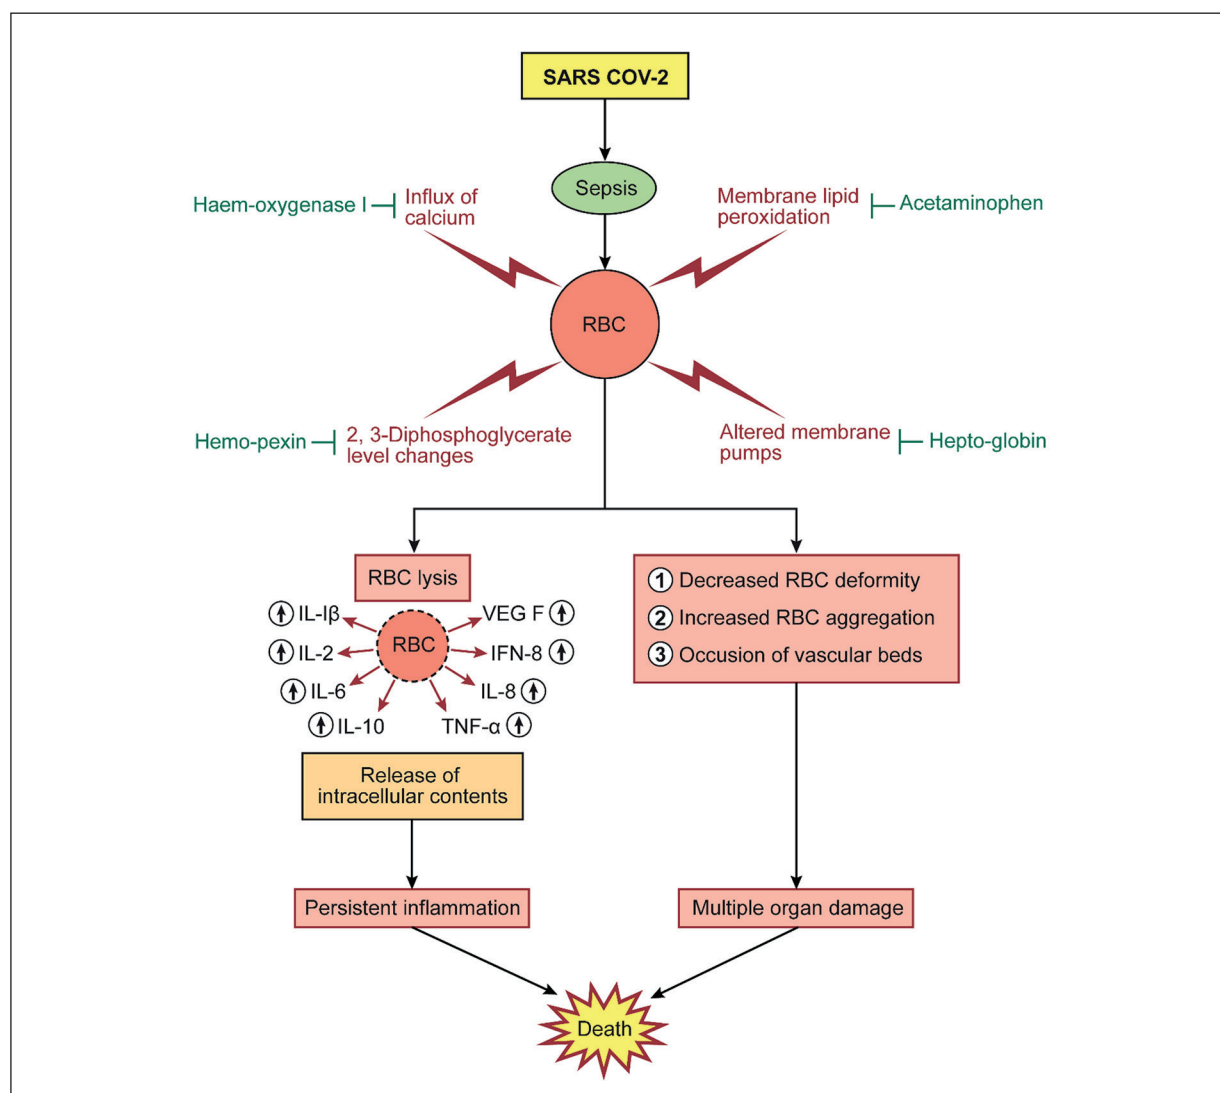 SARS COV-2
Sepsis
Haem-oxygenase I
Influx of
calcium
Membrane lipid
peroxidation
Acetaminophen
RBC
Hemo-pexin
2, 3-Diphosphoglycerate
level changes
Altered membrane
pumps
Hepto-globin
RBC lysis
IL-Iβ
IL-2
IL-6
IL-10
RBC
VEG F
IFN-8
IL-8
TNF-α
1 Decreased RBC deformity
2 Increased RBC aggregation
3 Occusion of vascular beds
Release of
intracellular contents
Persistent inflammation
Multiple organ damage
Death